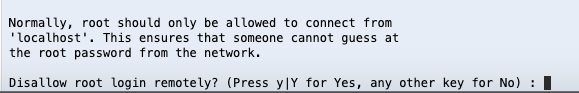 Normally, root should only be allowed to connect from
'localhost'. This ensures that someone cannot guess at
the root password from the network.
Disallow root login remotely? (Press y|Y for Yes, any other key for No) :